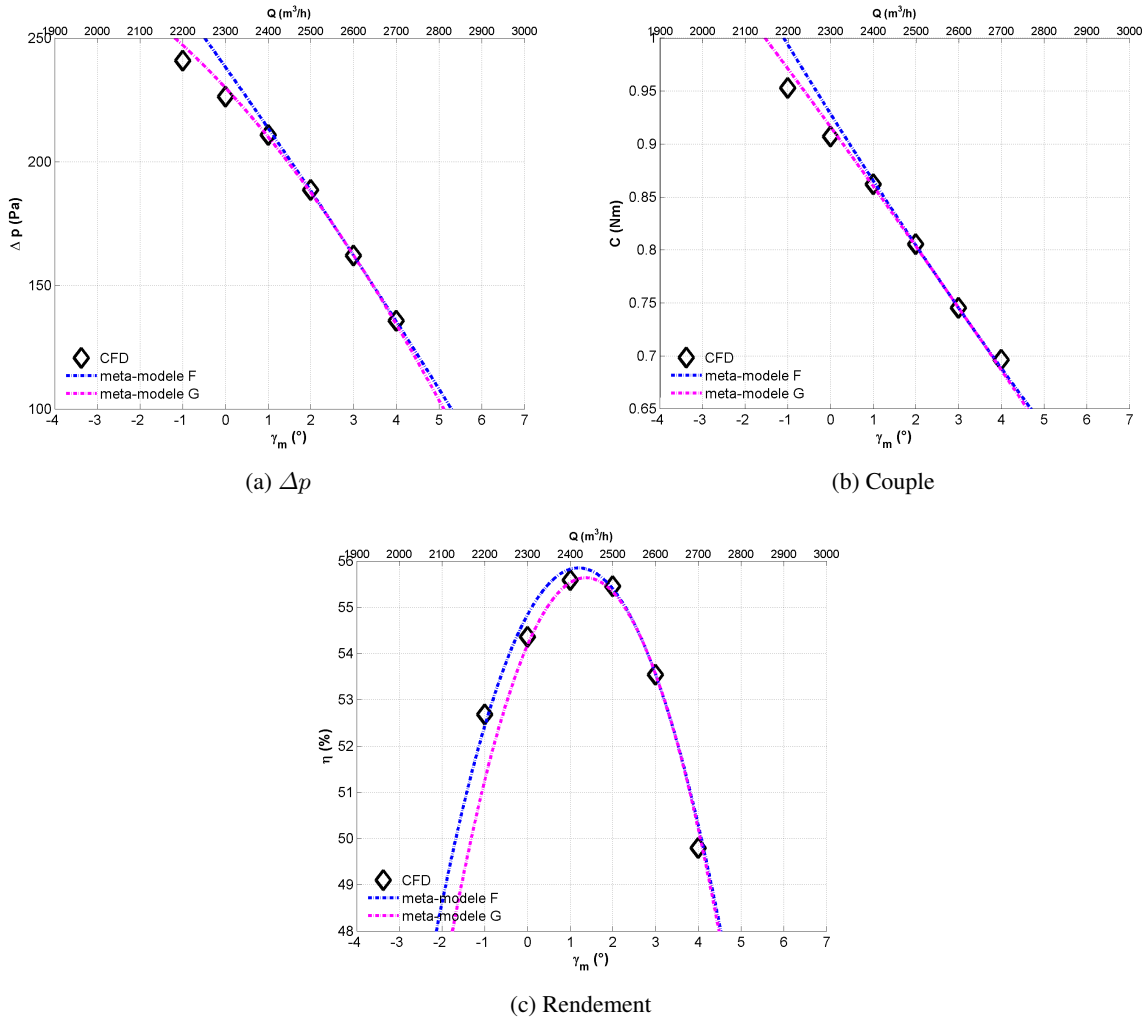 Q (m³/h)
1900 2000 2100 2200 2300 2400 2500 2600 2700 2800 2900 3000
250
200
150
100
Δ p (Pa)
CFD
meta-modele F
meta-modele G
-4 -3 -2 -1 0 1 2 3 4 5 6 7
γm (°)
(a) Δp
Q (m³/h)
1900 2000 2100 2200 2300 2400 2500 2600 2700 2800 2900 3000
1
0.95
0.9
0.85
0.8
0.75
0.7
0.65
C (Nm)
CFD
meta-modele F
meta-modele G
-4 -3 -2 -1 0 1 2 3 4 5 6 7
γm (°)
(b) Couple
Q (m³/h)
1900 2000 2100 2200 2300 2400 2500 2600 2700 2800 2900 3000
56
55
54
53
52
51
50
49
48
η (%)
CFD
meta-modele F
meta-modele G
-4 -3 -2 -1 0 1 2 3 4 5 6 7
γm (°)
(c) Rendement